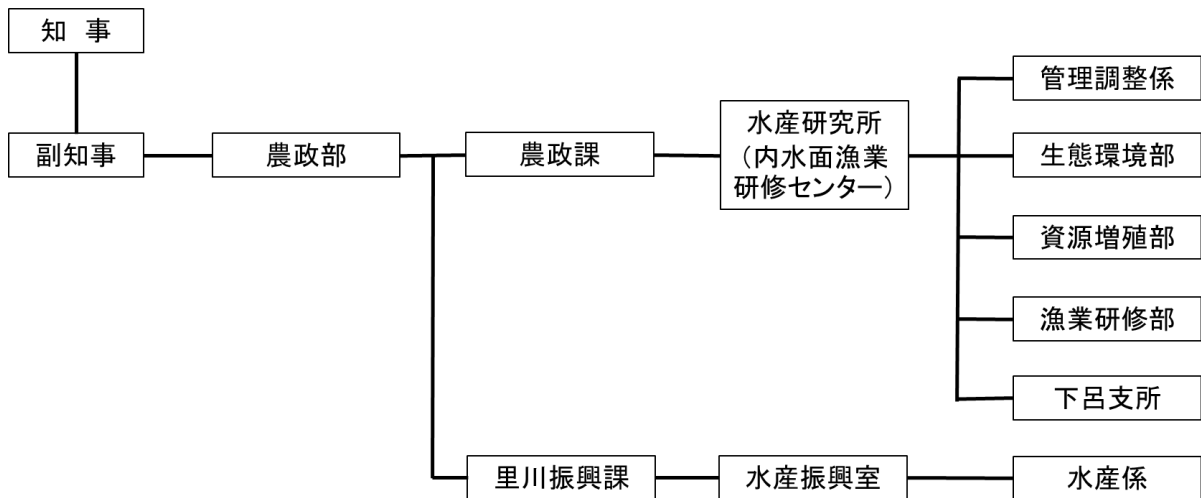 知 事
副知事
農政部
農政課
水産研究所
（内水面漁業
研修センター）
管理調整係
生態環境部
資源増殖部
漁業研修部
下呂支所
里川振興課
水産振興室
水産係